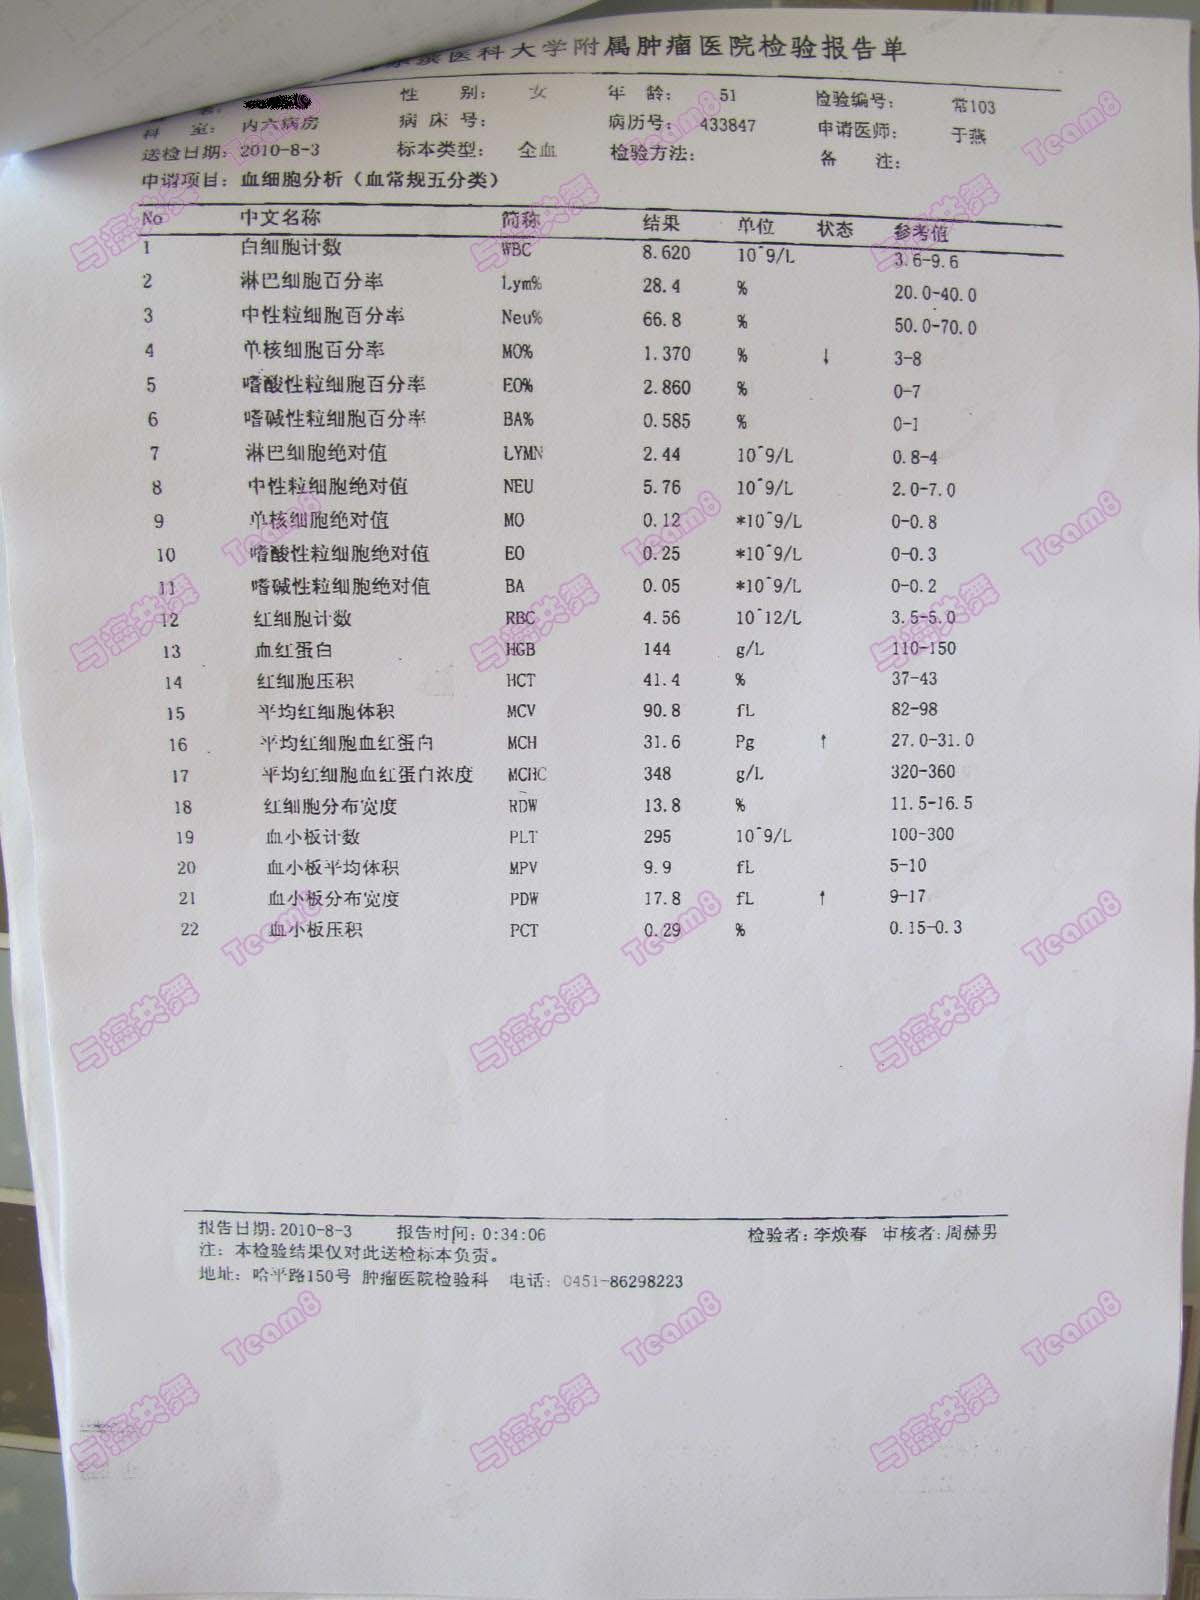 医科大学附属肿瘤医院检验报告单
性 别： 女 年 龄： 51 检验编号： 常103
科 室： 内六病房 病床号： 病历号： 433847 申请医师： 于燕
送检日期：2010-8-3 标本类型： 全血 检验方法： 备 注：
申请项目：血细胞分析（血常规五分类）
No 中文名称 简称 结果 单位 状态 参考值
1 白细胞计数 WBC 8.620 10^9/L 3.6-9.6
2 淋巴细胞百分率 Lym% 28.4 % 20.0-40.0
3 中性粒细胞百分率 Neu% 66.8 % 50.0-70.0
4 单核细胞百分率 MO% 1.370 % ↓ 3-8
5 嗜酸性粒细胞百分率 EO% 2.860 % 0-7
6 嗜碱性粒细胞百分率 BA% 0.585 % 0-1
7 淋巴细胞绝对值 LYMN 2.44 10^9/L 0.8-4
8 中性粒细胞绝对值 NEU 5.76 10^9/L 2.0-7.0
9 单核细胞绝对值 MO 0.12 *10^9/L 0-0.8
10 嗜酸性粒细胞绝对值 EO 0.25 *10^9/L 0-0.3
11 嗜碱性粒细胞绝对值 BA 0.05 *10^9/L 0-0.2
12 红细胞计数 RBC 4.56 10^12/L 3.5-5.0
13 血红蛋白 HGB 144 g/L 110-150
14 红细胞压积 HCT 41.4 % 37-43
15 平均红细胞体积 MCV 90.8 fL 82-98
16 平均红细胞血红蛋白 MCH 31.6 Pg ↑ 27.0-31.0
17 平均红细胞血红蛋白浓度 MCHC 348 g/L 320-360
18 红细胞分布宽度 RDW 13.8 % 11.5-16.5
19 血小板计数 PLT 295 10^9/L 100-300
20 血小板平均体积 MPV 9.9 fL 5-10
21 血小板分布宽度 PDW 17.8 fL ↑ 9-17
22 血小板压积 PCT 0.29 % 0.15-0.3
报告日期：2010-8-3 报告时间：0:34:06 检验者：李焕春 审核者：周赫男
注：本检验结果仅对此送检标本负责。
地址：哈平路150号 肿瘤医院检验科 电话：0451-86298223
与癌共舞 Team8